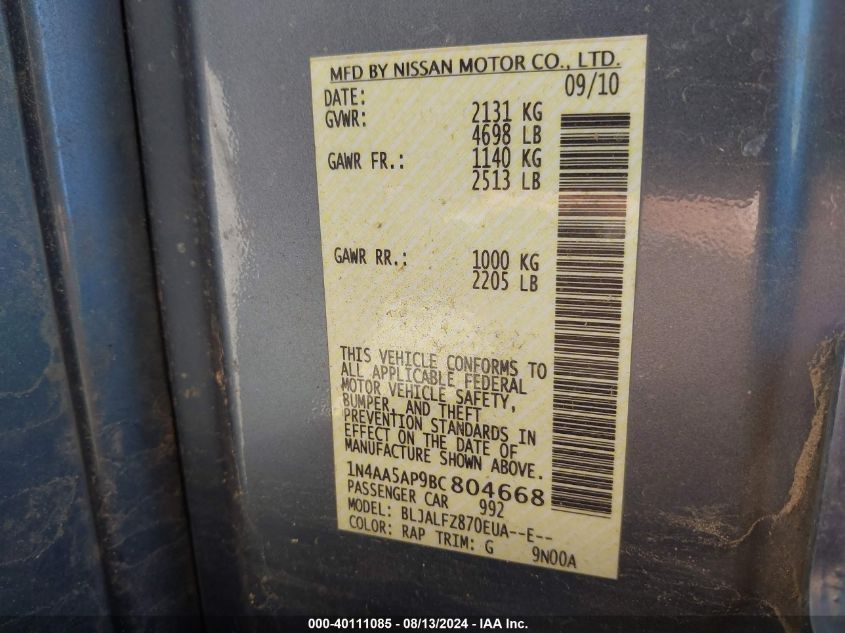 MFD BY NISSAN MOTOR CO., LTD.
DATE: 09/10
GVWR: 2131 KG
4698 LB
GAWR FR.: 1140 KG
2513 LB
GAWR RR.: 1000 KG
2205 LB
THIS VEHICLE CONFORMS TO
ALL APPLICABLE FEDERAL
MOTOR VEHICLE SAFETY,
BUMPER, AND THEFT
PREVENTION STANDARDS IN
EFFECT ON THE DATE OF
MANUFACTURE SHOWN ABOVE.
1N4AA5AP9BC804668
PASSENGER CAR 992
MODEL: BLJALFZ870EUA--E--
COLOR: RAP TRIM: G 9N00A
000-40111085 - 08/13/2024 - IAA Inc.